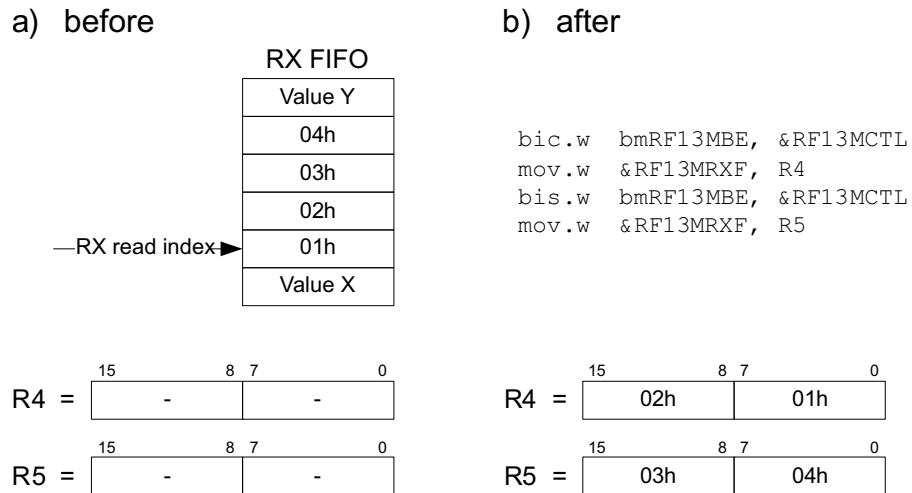 a) before
RX FIFO
Value Y
04h
03h
02h
RX read index 01h
Value X
15 8 7 0
R4 = - -
15 8 7 0
R5 = - -
b) after
bic.w bmRF13MBE, &RF13MCTL
mov.w &RF13MRXF, R4
bis.w bmRF13MBE, &RF13MCTL
mov.w &RF13MRXF, R5
15 8 7 0
R4 = 02h 01h
15 8 7 0
R5 = 03h 04h